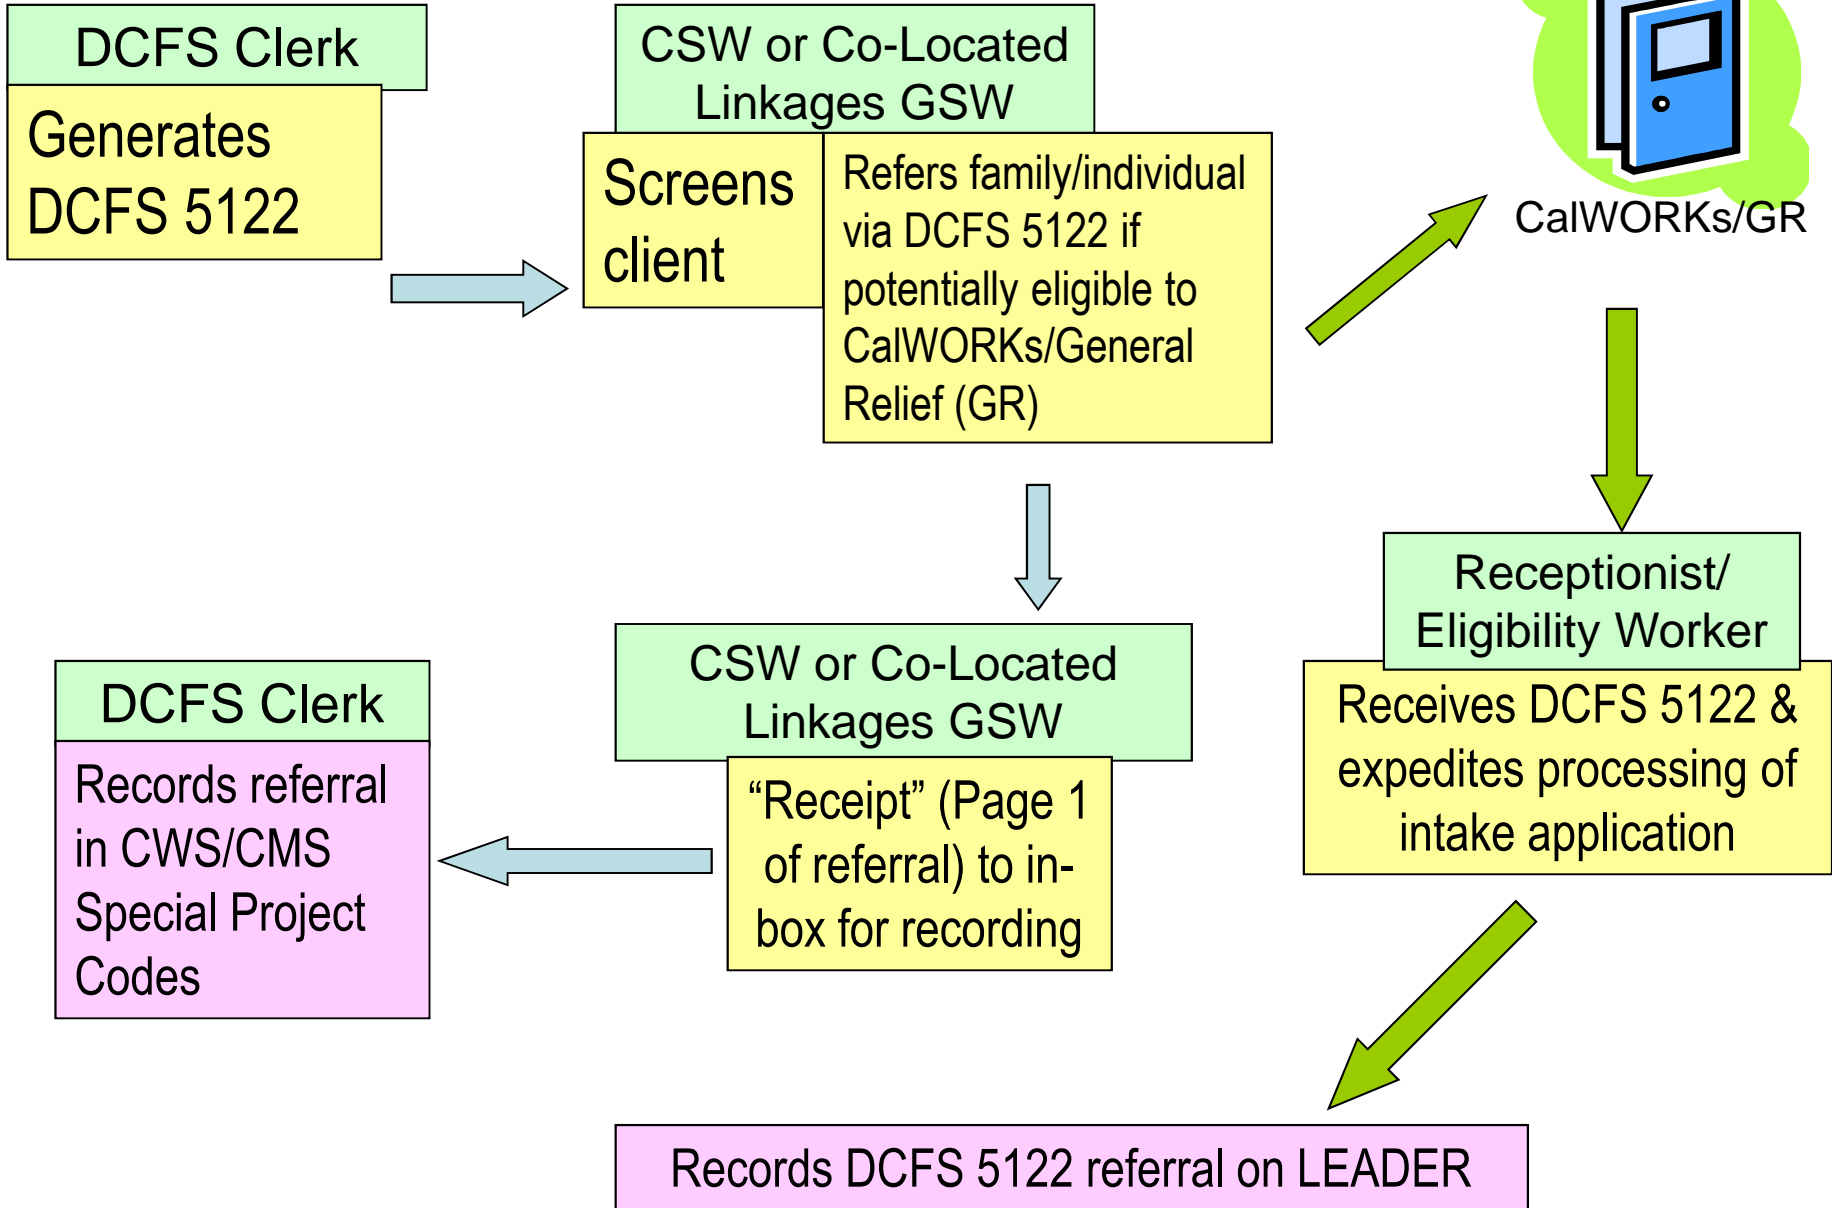 DCFS Clerk
Generates
DCFS 5122
CSW or Co-Located
Linkages GSW
Screens
client
Refers family/individual
via DCFS 5122 if
potentially eligible to
CalWORKs/General
Relief (GR)
CalWORKs/GR
Receptionist/
Eligibility Worker
Receives DCFS 5122 &
expedites processing of
intake application
CSW or Co-Located
Linkages GSW
“Receipt” (Page 1
of referral) to in-
box for recording
DCFS Clerk
Records referral
in CWS/CMS
Special Project
Codes
Records DCFS 5122 referral on LEADER